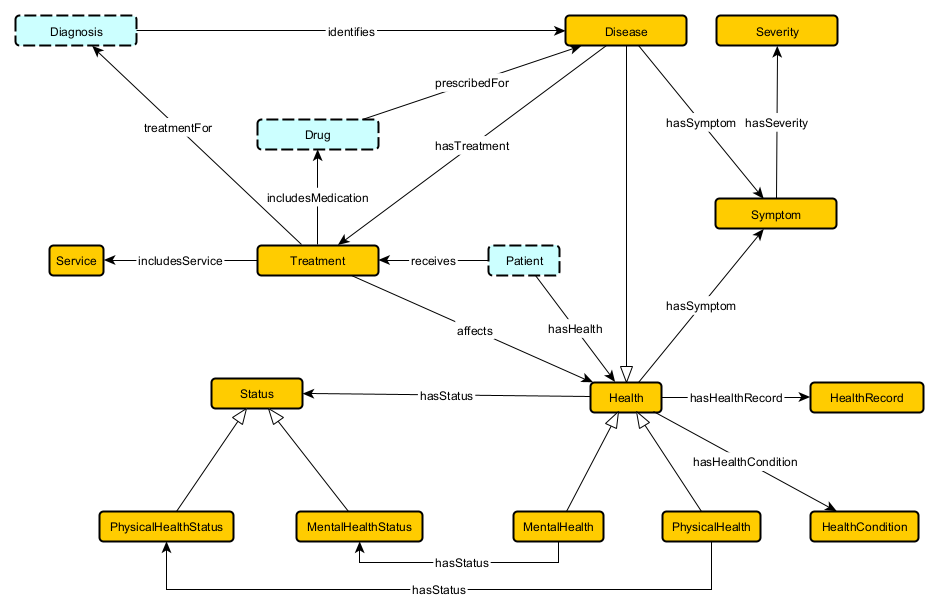 Diagnosis
identifies
Disease
Severity
prescribedFor
treatmentFor
Drug
hasTreatment
hasSymptom
hasSeverity
includesMedication
Symptom
Service
includesService
Treatment
receives
Patient
hasSymptom
affects
hasHealth
Status
hasStatus
Health
hasHealthRecord
HealthRecord
hasHealthCondition
PhysicalHealthStatus
MentalHealthStatus
MentalHealth
PhysicalHealth
HealthCondition
hasStatus
hasStatus